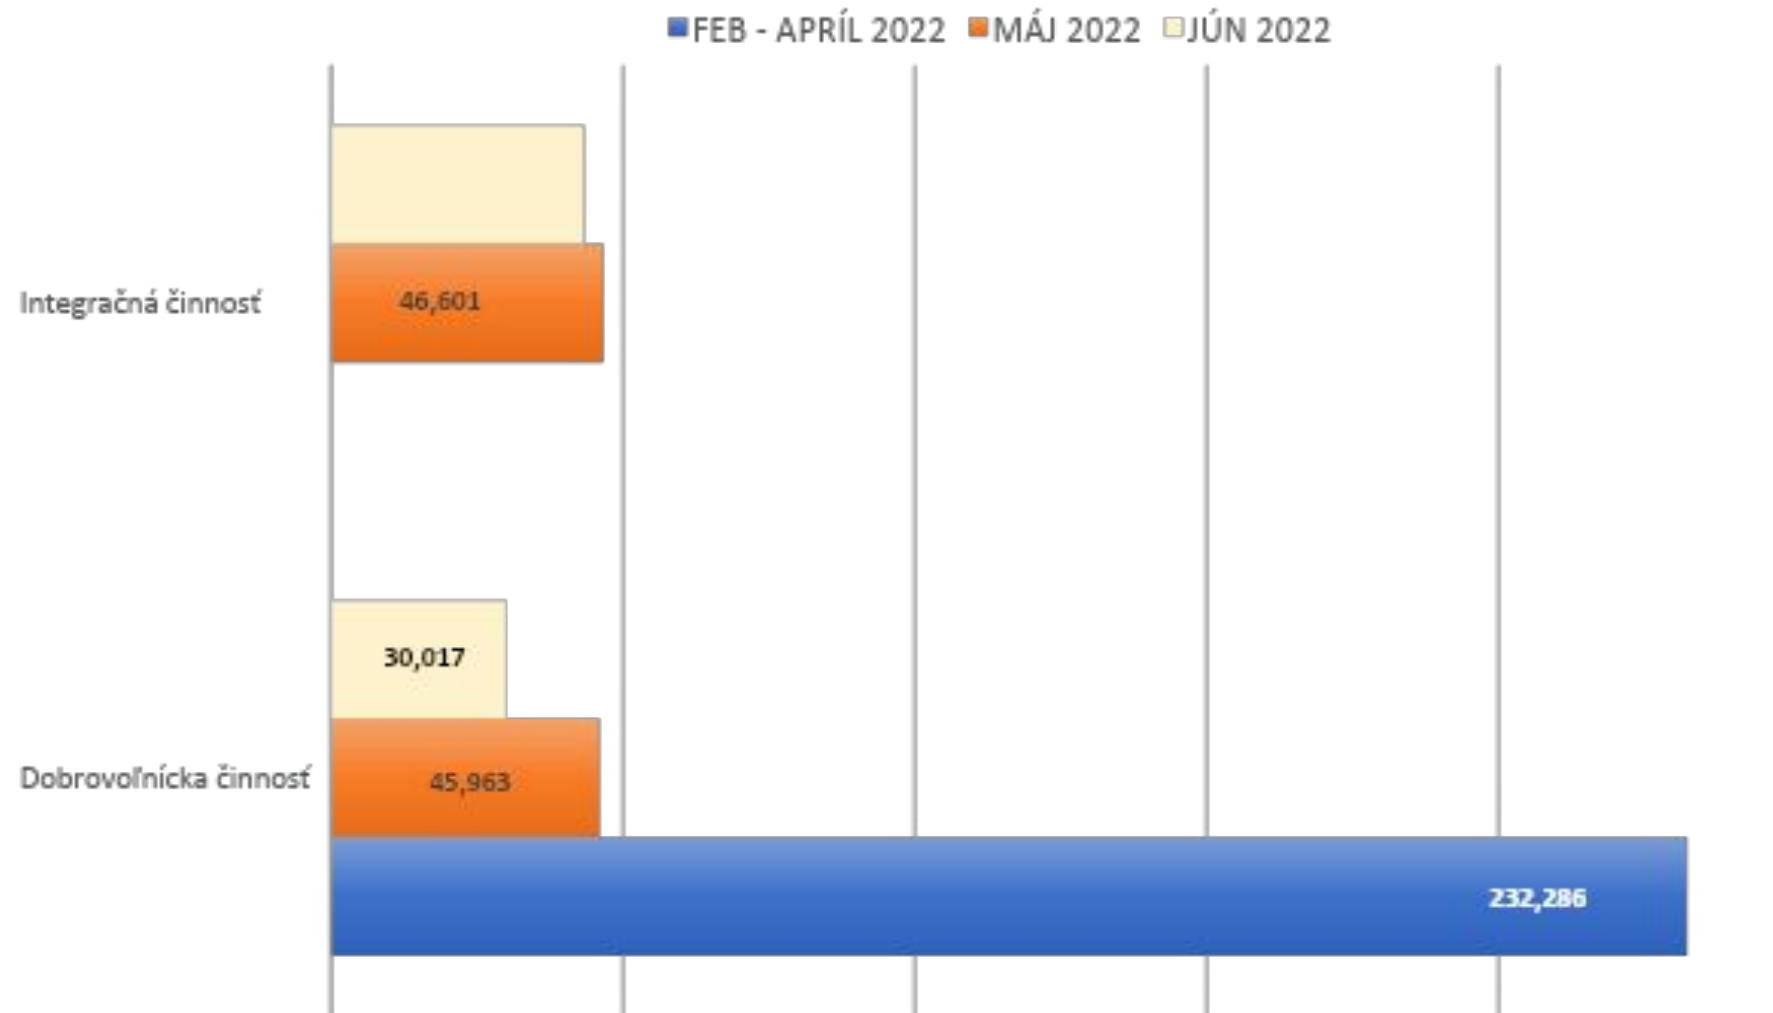 FEB - APRÍL 2022 MÁJ 2022 JÚN 2022
Integračná činnosť
46,601
30,017
Dobrovoľnícka činnosť
45,963
232,286